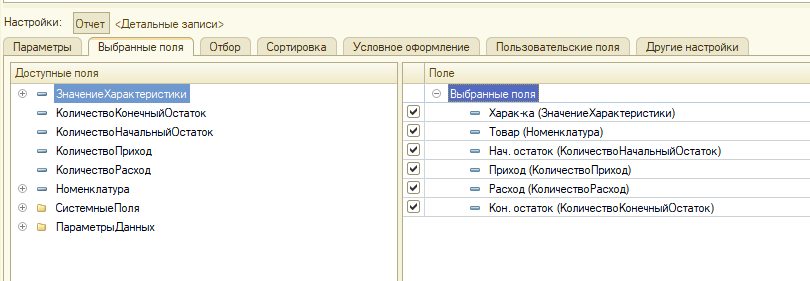 Настройки: Отчет <Детальные записи>
Параметры Выбранные поля Отбор Сортировка Условное оформление Пользовательские поля Другие настройки
Доступные поля
ЗначениеХарактеристики
КоличествоКонечныйОстаток
КоличествоНачальныйОстаток
КоличествоПриход
КоличествоРасход
Номенклатура
СистемныеПоля
ПараметрыДанных
Поле
Выбранные поля
Харак-ка (ЗначениеХарактеристики)
Товар (Номенклатура)
Нач. остаток (КоличествоНачальныйОстаток)
Приход (КоличествоПриход)
Расход (КоличествоРасход)
Кон. остаток (КоличествоКонечныйОстаток)